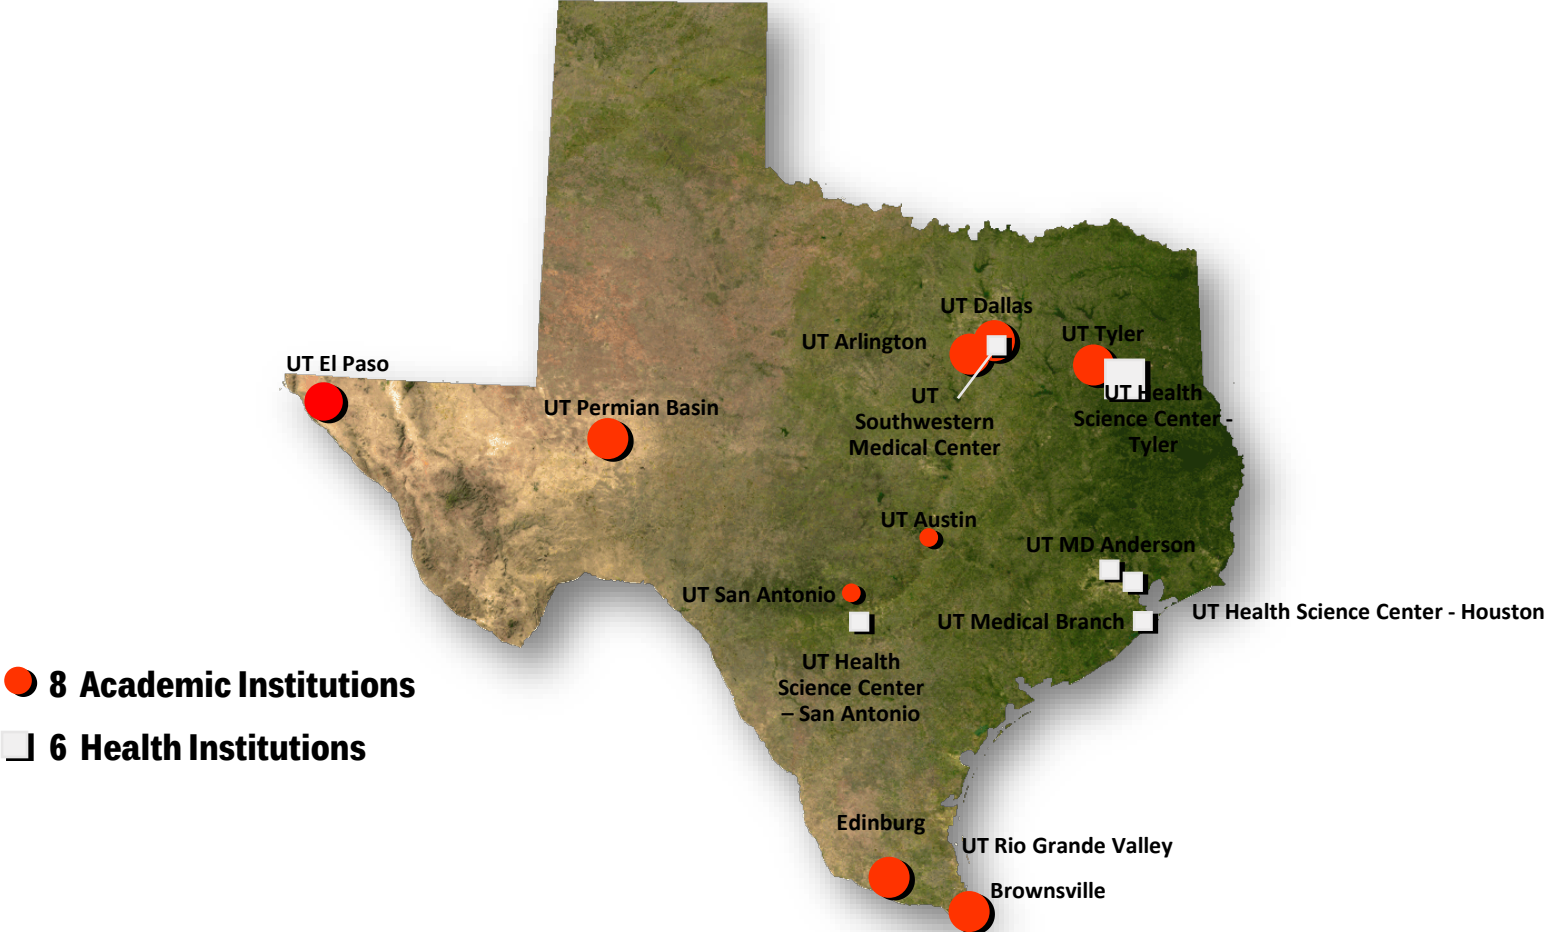 UT Dallas
UT Arlington
UT Tyler
UT El Paso
UT Permian Basin
UT
Southwestern
Medical Center
UT Health
Science Center -
Tyler
UT Austin
UT MD Anderson
UT San Antonio
UT Medical Branch
UT Health Science Center - Houston
UT Health
Science Center
– San Antonio
8 Academic Institutions
6 Health Institutions
Edinburg
UT Rio Grande Valley
Brownsville